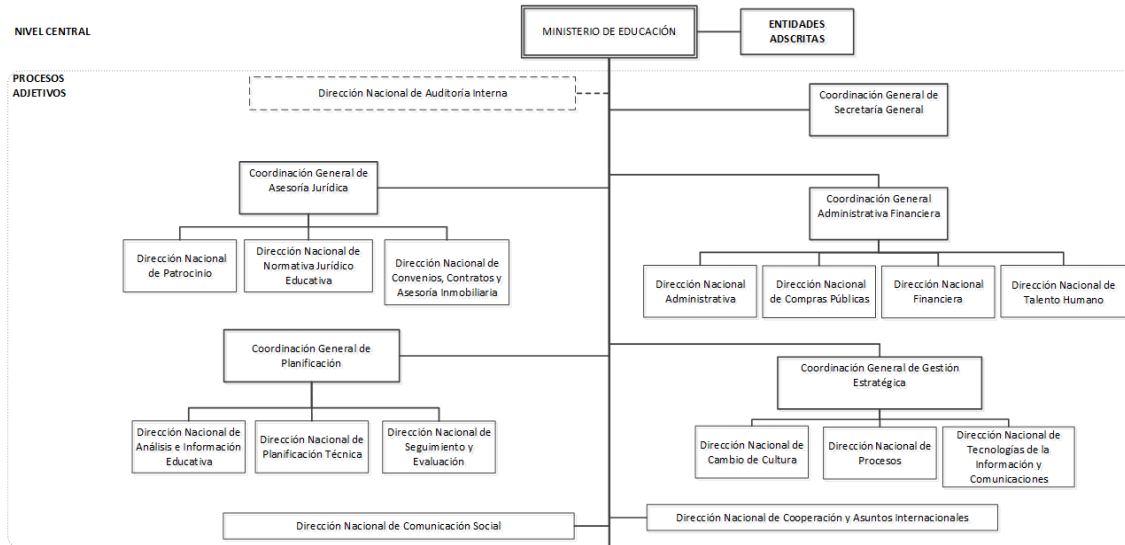 NIVEL CENTRAL
MINISTERIO DE EDUCACIÓN
ENTIDADES
ADSCRITAS
PROCESOS
ADJETIVOS
Dirección Nacional de Auditoría Interna
Coordinación General de
Secretaría General
Coordinación General de
Asesoría Jurídica
Coordinación General
Administrativa Financiera
Dirección Nacional
de Patrocinio
Dirección Nacional de
Normativa Jurídico
Educativa
Dirección Nacional de
Convenios, Contratos y
Asesoría Inmobiliaria
Dirección Nacional
Administrativa
Dirección Nacional
de Compras Públicas
Dirección Nacional
Financiera
Dirección Nacional de
Talento Humano
Coordinación General de
Planificación
Coordinación General de Gestión
Estratégica
Dirección Nacional de
Análisis e Información
Educativa
Dirección Nacional de
Planificación Técnica
Dirección Nacional de
Seguimiento y
Evaluación
Dirección Nacional de
Cambio de Cultura
Dirección Nacional de
Procesos
Dirección Nacional de
Tecnologías de la
Información y
Comunicaciones
Dirección Nacional de Comunicación Social
Dirección Nacional de Cooperación y Asuntos Internacionales